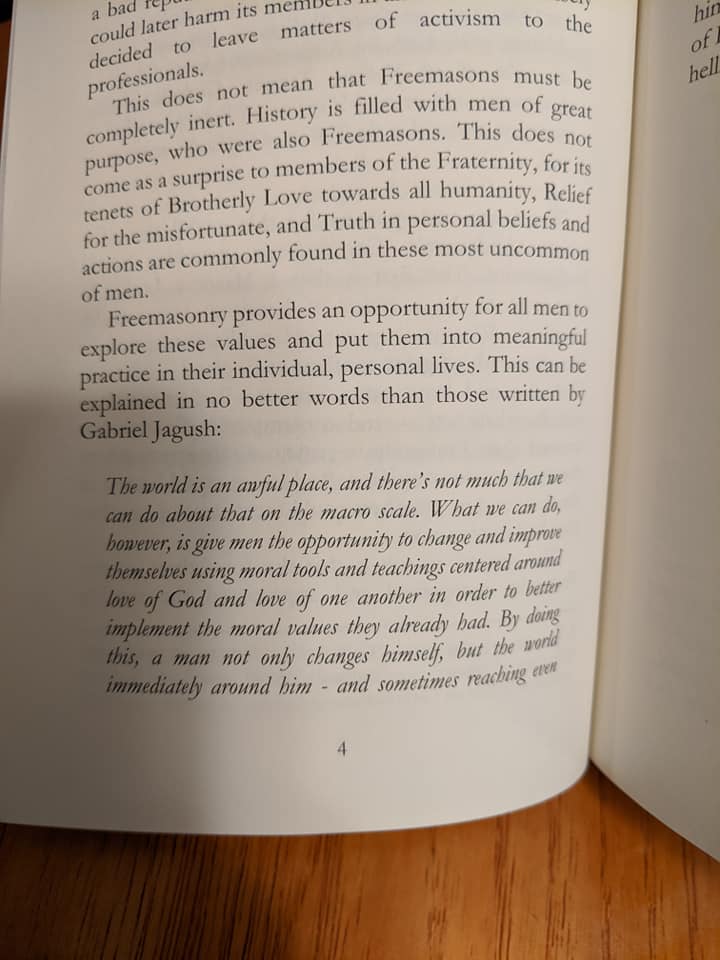 a bad
could later harm its members in
decided to leave matters of activism to the
professionals.
This does not mean that Freemasons must be
completely inert. History is filled with men of great
purpose, who were also Freemasons. This does not
come as a surprise to members of the Fraternity, for its
tenets of Brotherly Love towards all humanity, Relief
for the misfortunate, and Truth in personal beliefs and
actions are commonly found in these most uncommon
of men.
Freemasonry provides an opportunity for all men to
explore these values and put them into meaningful
practice in their individual, personal lives. This can be
explained in no better words than those written by
Gabriel Jagush:
The world is an awful place, and there's not much that we
can do about that on the macro scale. What we can do,
however, is give men the opportunity to change and improve
themselves using moral tools and teachings centered around
love of God and love of one another in order to better
implement the moral values they already had. By doing
this, a man not only changes himself, but the world
immediately around him - and sometimes reaching even
4
of